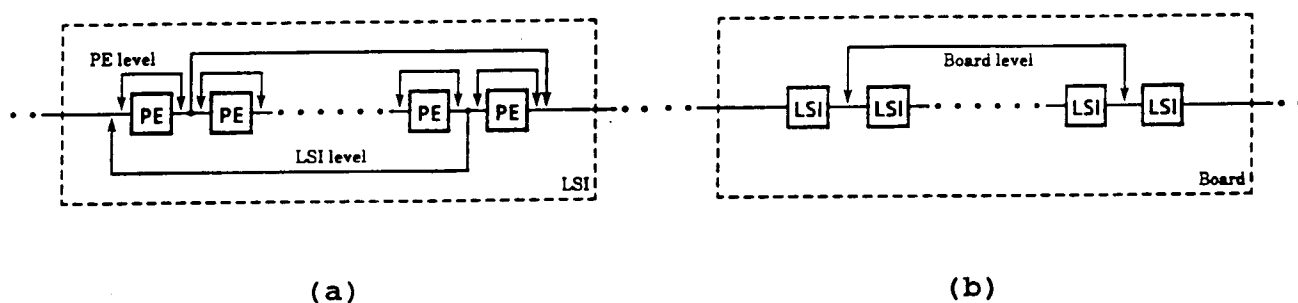 PE level
PE PE PE PE
LSI level
LSI
Board level
LSI LSI LSI LSI
Board
(a)
(b)